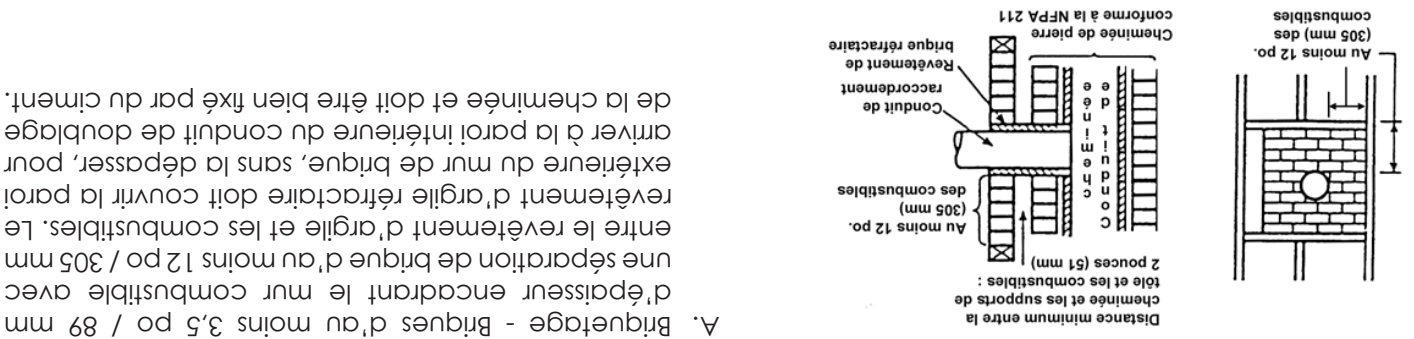 A. Briquetage - Briques d'au moins 3,5 po / 89 mm
d'épaisseur encadrant le mur combustible avec
une séparation de brique d'au moins 12 po / 305 mm
entre le revêtement d'argile et les combustibles. Le
revêtement d'argile réfractaire doit couvrir la paroi
extérieure du mur de brique, sans la dépasser, pour
arriver à la paroi intérieure du conduit de doublage
de la cheminée et doit être bien fixé par du ciment.
Au moins 12 po.
(305 mm) des
combustibles
Distance minimum entre la
cheminée et les supports de
tôle et les combustibles :
2 pouces (51 mm)
Au moins 12 po.
(305 mm)
des combustibles
Conduit de
cheminée
Conduit de
raccordement
Revêtement de
brique réfractaire
Cheminée de pierre
conforme à la NFPA 211